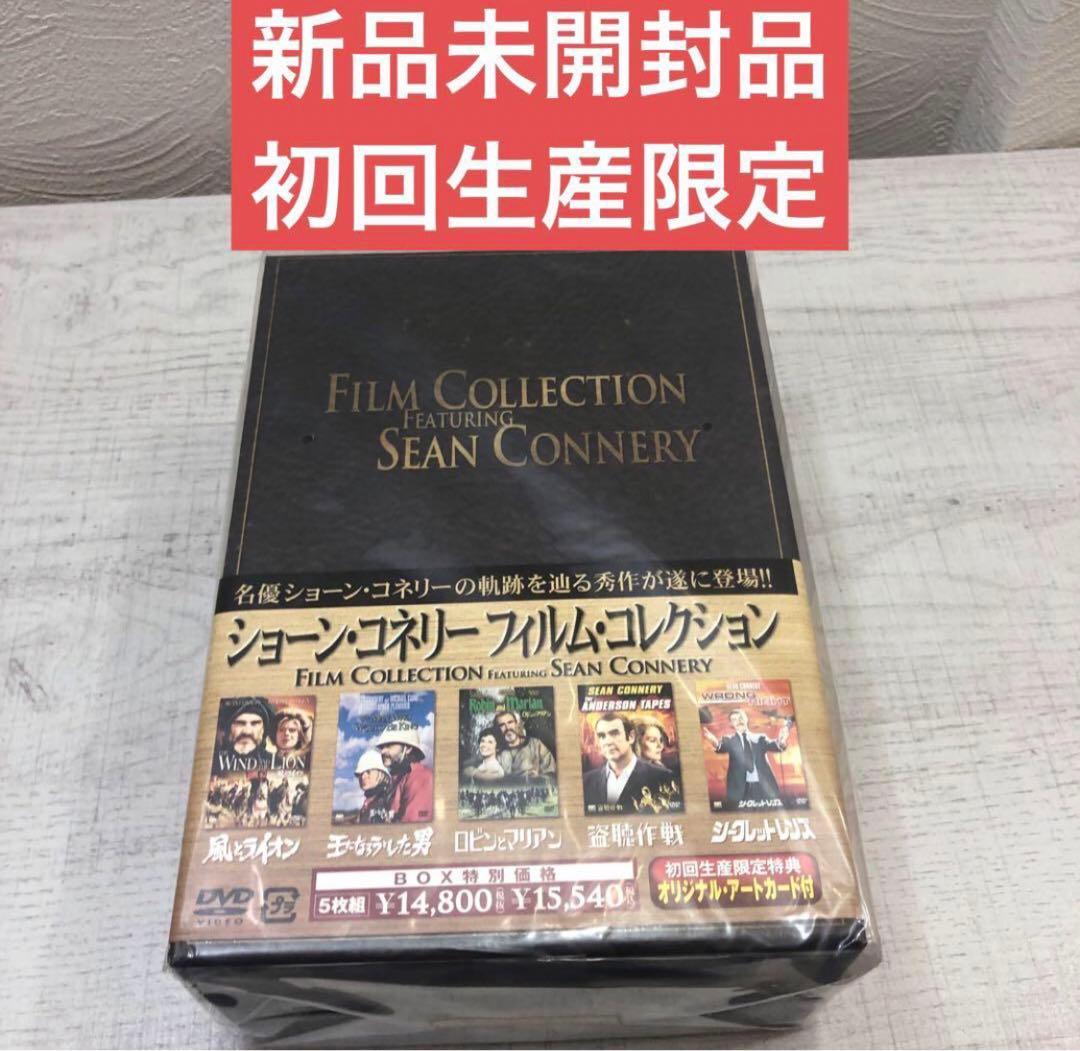 新品未開封品
初回生産限定
FILM COLLECTION
FEATURING
SEAN CONNERY
名優ショーン・コネリーの軌跡を辿る秀作が遂に登場!!
ショーン・コネリー フィルム・コレクション
FILM COLLECTION FEATURING SEAN CONNERY
WIND LION
Robin and Marian
SEAN CONNERY
ANDERSON TAPES
SEAN CONNERY
WRONG
風とライオン
王になろうとした男
ロビンとマリアン
盗聴作戦
シークレットレンズ
BOX特別価格
5枚組 ¥14,800 ¥15,540
初回生産限定特典
オリジナル・アートカード付
DVD
VIDEO